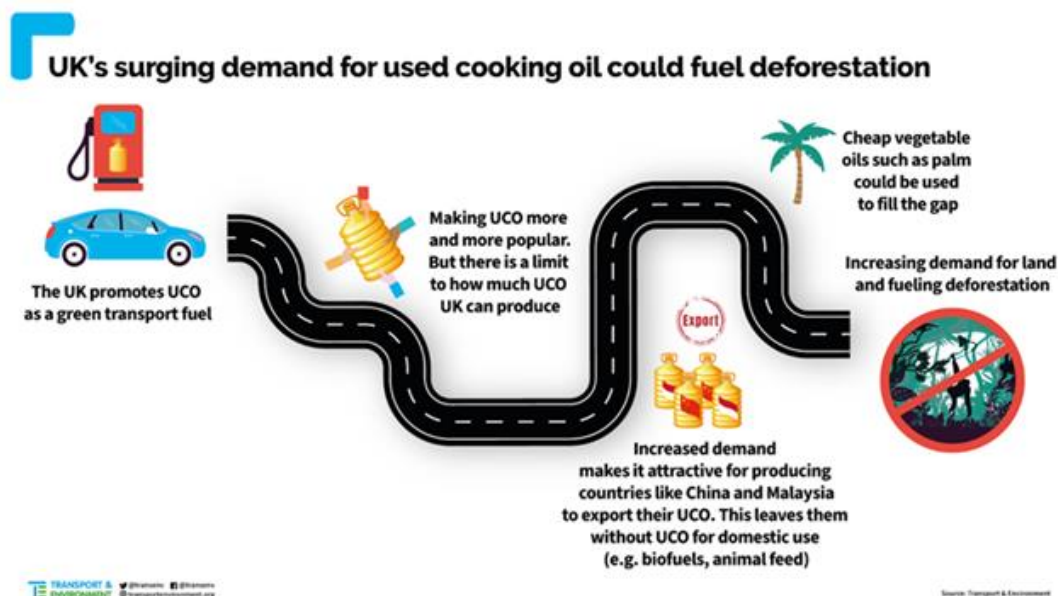 UK's surging demand for used cooking oil could fuel deforestation
The UK promotes UCO
as a green transport fuel
Making UCO more
and more popular.
But there is a limit
to how much UCO
UK can produce
Export
Increased demand
makes it attractive for producing
countries like China and Malaysia
to export their UCO. This leaves them
without UCO for domestic use
(e.g. biofuels, animal feed)
Cheap vegetable
oils such as palm
could be used
to fill the gap
Increasing demand for land
and fueling deforestation
TRANSPORT &
ENVIRONMENT
Source: Transport & Environment